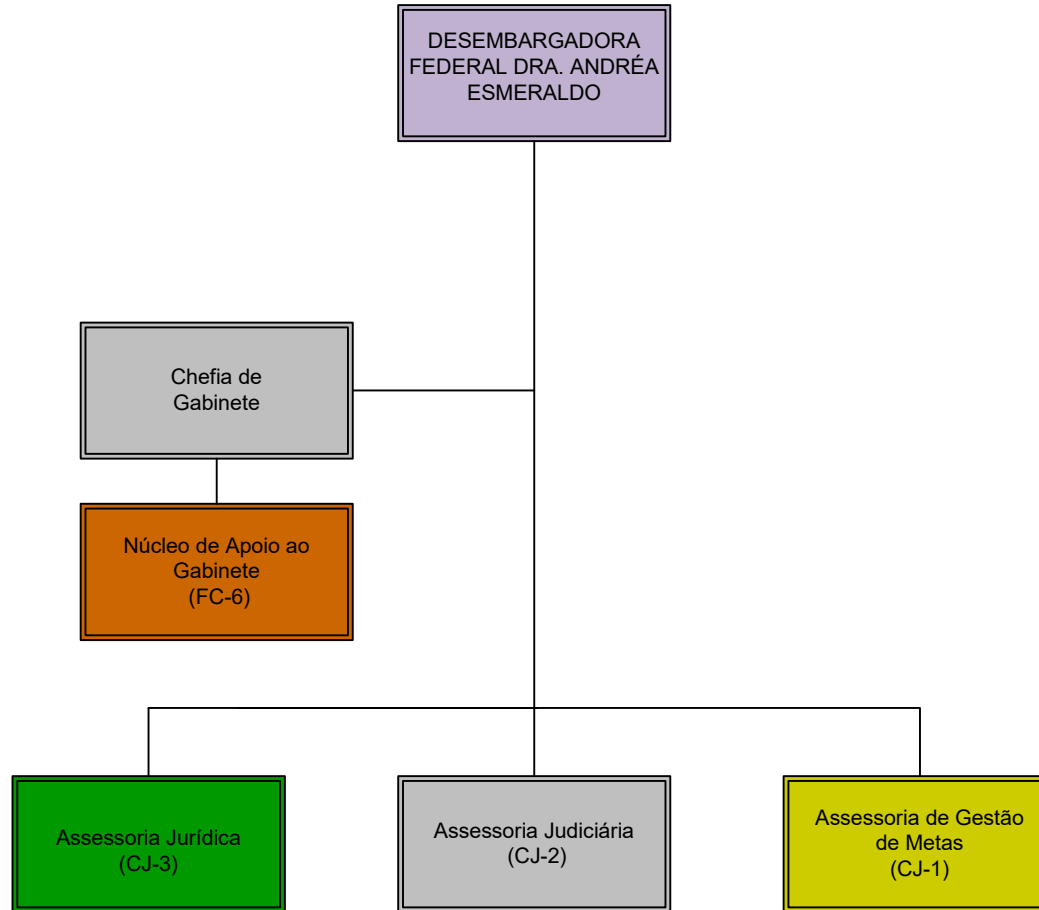 DESEMBARGADORA
FEDERAL DRA. ANDRÉA
ESMERALDO
Chefia de
Gabinete
Núcleo de Apoio ao
Gabinete
(FC-6)
Assessoria Jurídica
(CJ-3)
Assessoria Judiciária
(CJ-2)
Assessoria de Gestão
de Metas
(CJ-1)